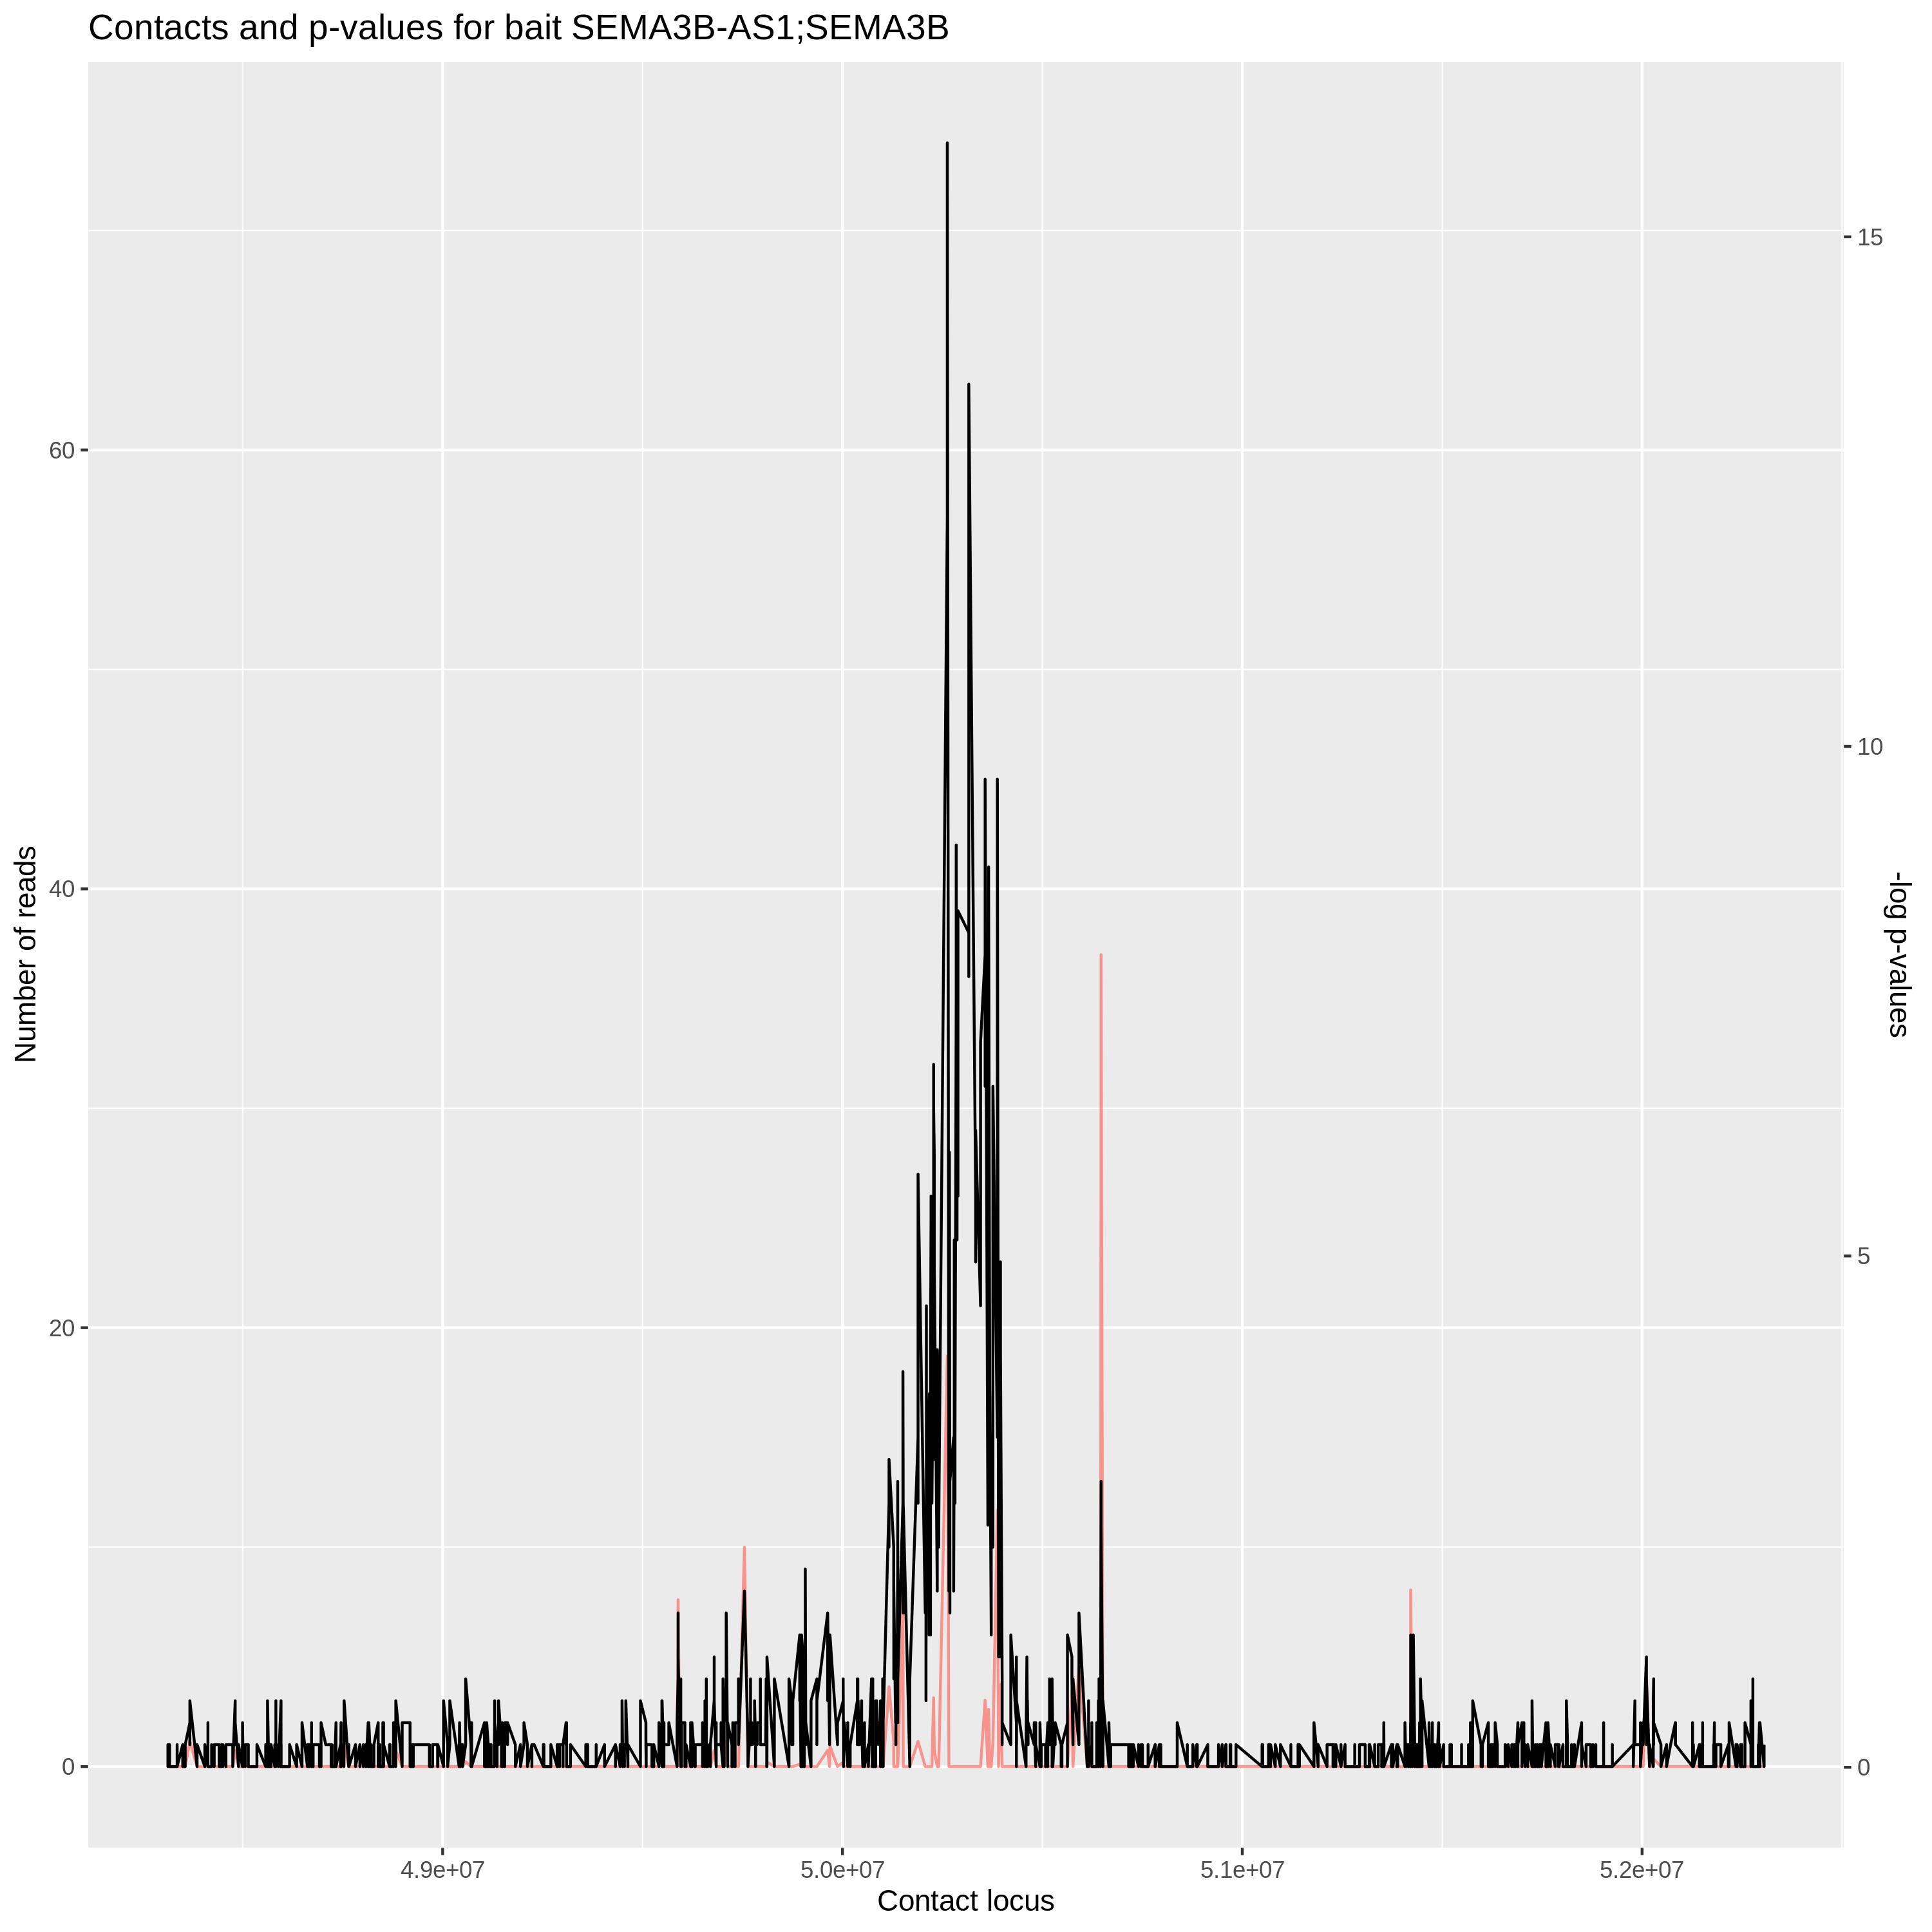 Contacts and p-values for bait SEMA3B-AS1;SEMA3B
Number of reads
60
40
20
0
15
10
5
0
-log p-values
4.9e+07
5.0e+07
5.1e+07
5.2e+07
Contact locus